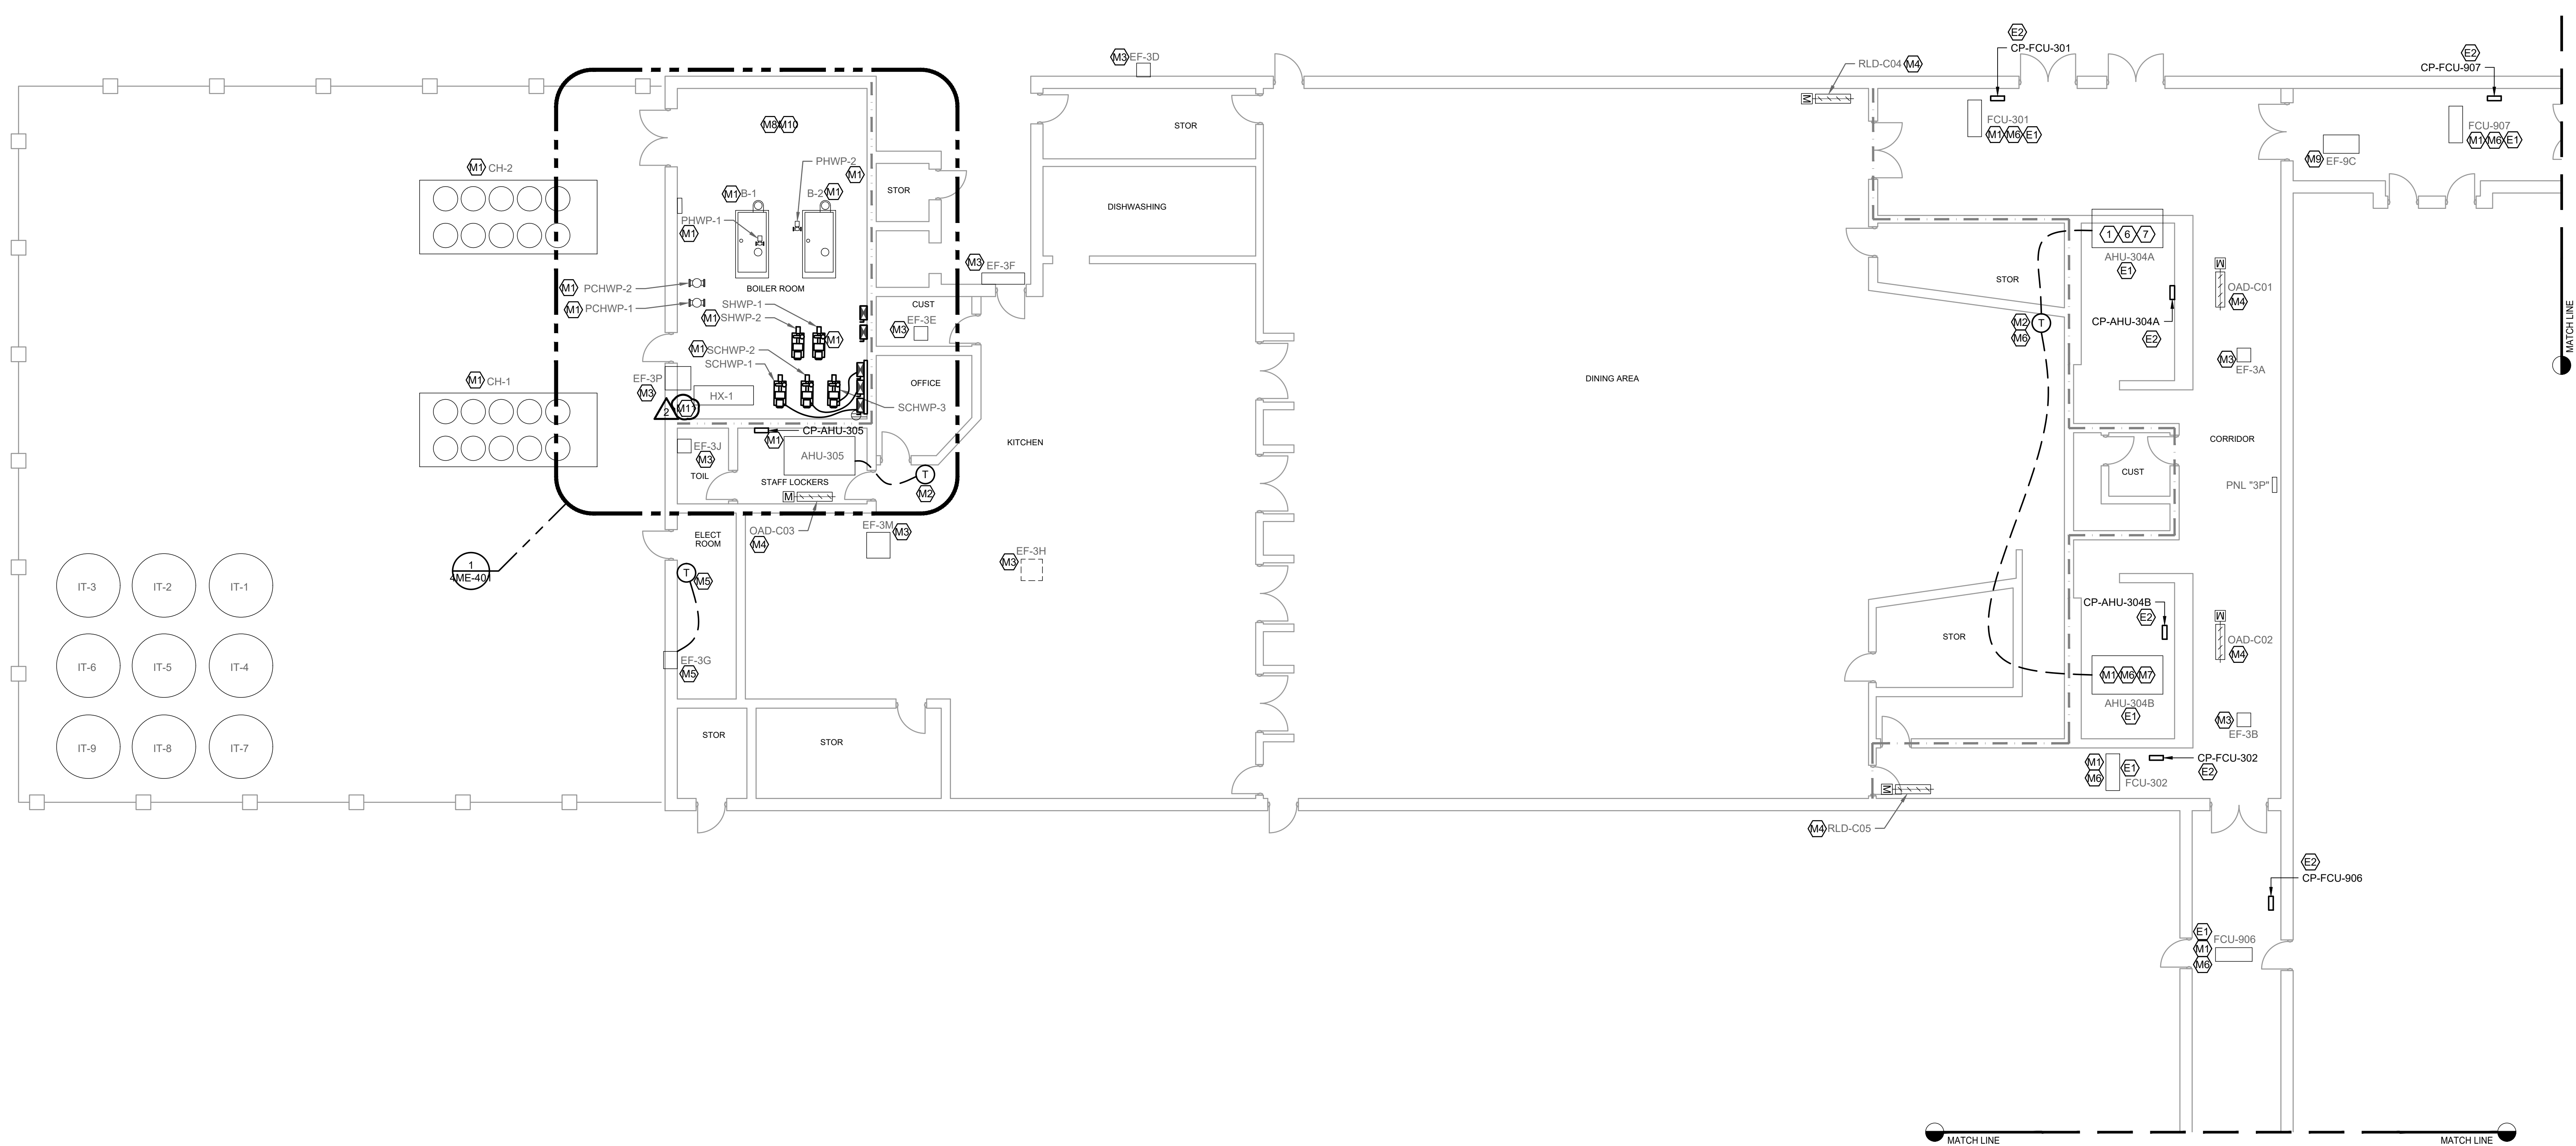 E2
CP-FCU-301
M3 EF-3D
RLD-C04 M4
E2
CP-FCU-907
FCU-301
M1 M6 E1
STOR
FCU-907
M1 M6 E1
M8 M10
M9 EF-9C
M1 CH-2
PHWP-2
M1
STOR
M1 B-1
B-2 M1
DISHWASHING
PHWP-1
M1
1 6 7
AHU-304A
E1
M3 EF-3F
STOR
M
OAD-C01
M4
M1 PCHWP-2
BOILER ROOM
M1 PCHWP-1
SHWP-1
M1 SHWP-2
M1
CUST
M3 EF-3E
M2
M6
T
CP-AHU-304A
E2
M1 SCHWP-2
SCHWP-1
M3
EF-3A
MATCH LINE
M1 CH-1
EF-3P
M3
HX-1
OFFICE
DINING AREA
2
M1
SCHWP-3
CP-AHU-305
M1
KITCHEN
CORRIDOR
EF-3J
M3
TOIL
AHU-305
STAFF LOCKERS
M
T
M2
CUST
PNL "3P"
OAD-C03
M4
EF-3M
M3
ELECT
ROOM
M3 EF-3H
1
4ME-401
T
M5
IT-3
IT-2
IT-1
CP-AHU-304B
E2
M
OAD-C02
M4
STOR
EF-3G
M5
IT-6
IT-5
IT-4
M1 M6 M7
AHU-304B
E1
M3
EF-3B
STOR
STOR
IT-9
IT-8
IT-7
M1
M6
E1
FCU-302
CP-FCU-302
E2
M
M
M4 RLD-C05
E2
CP-FCU-906
E1
M1
M6
FCU-906
MATCH LINE
MATCH LINE